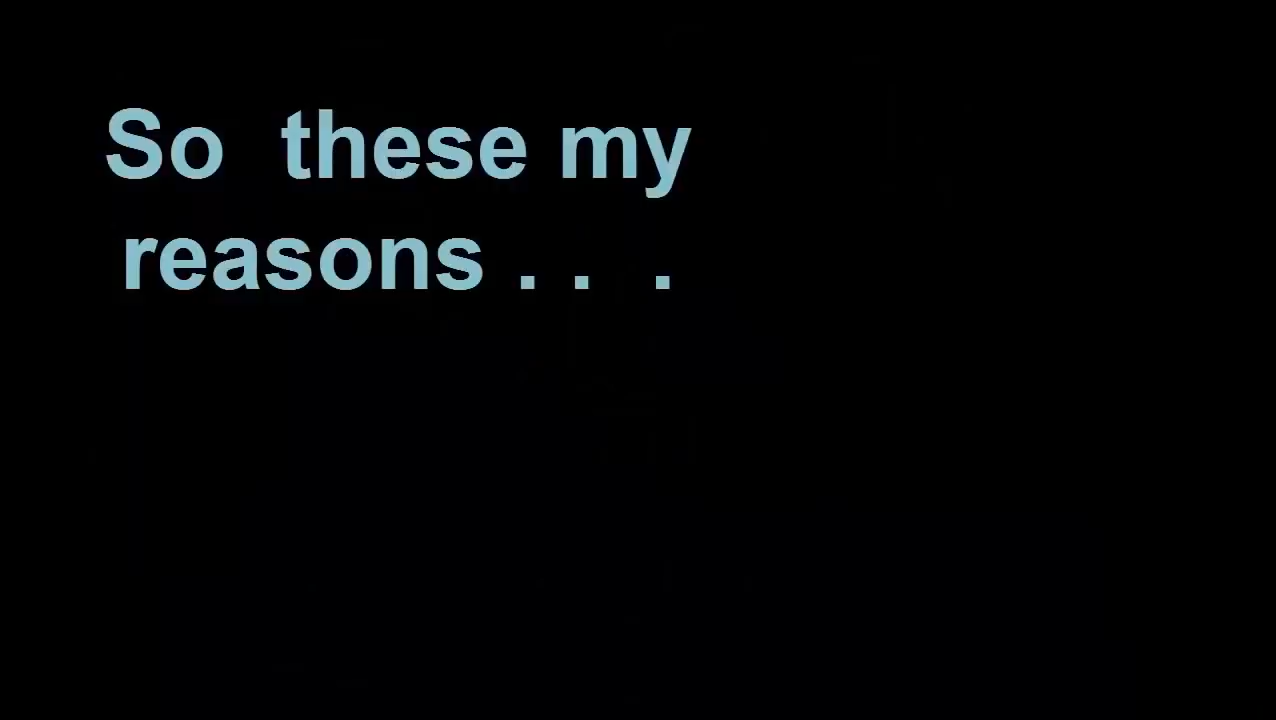 So these my
reasons . . .